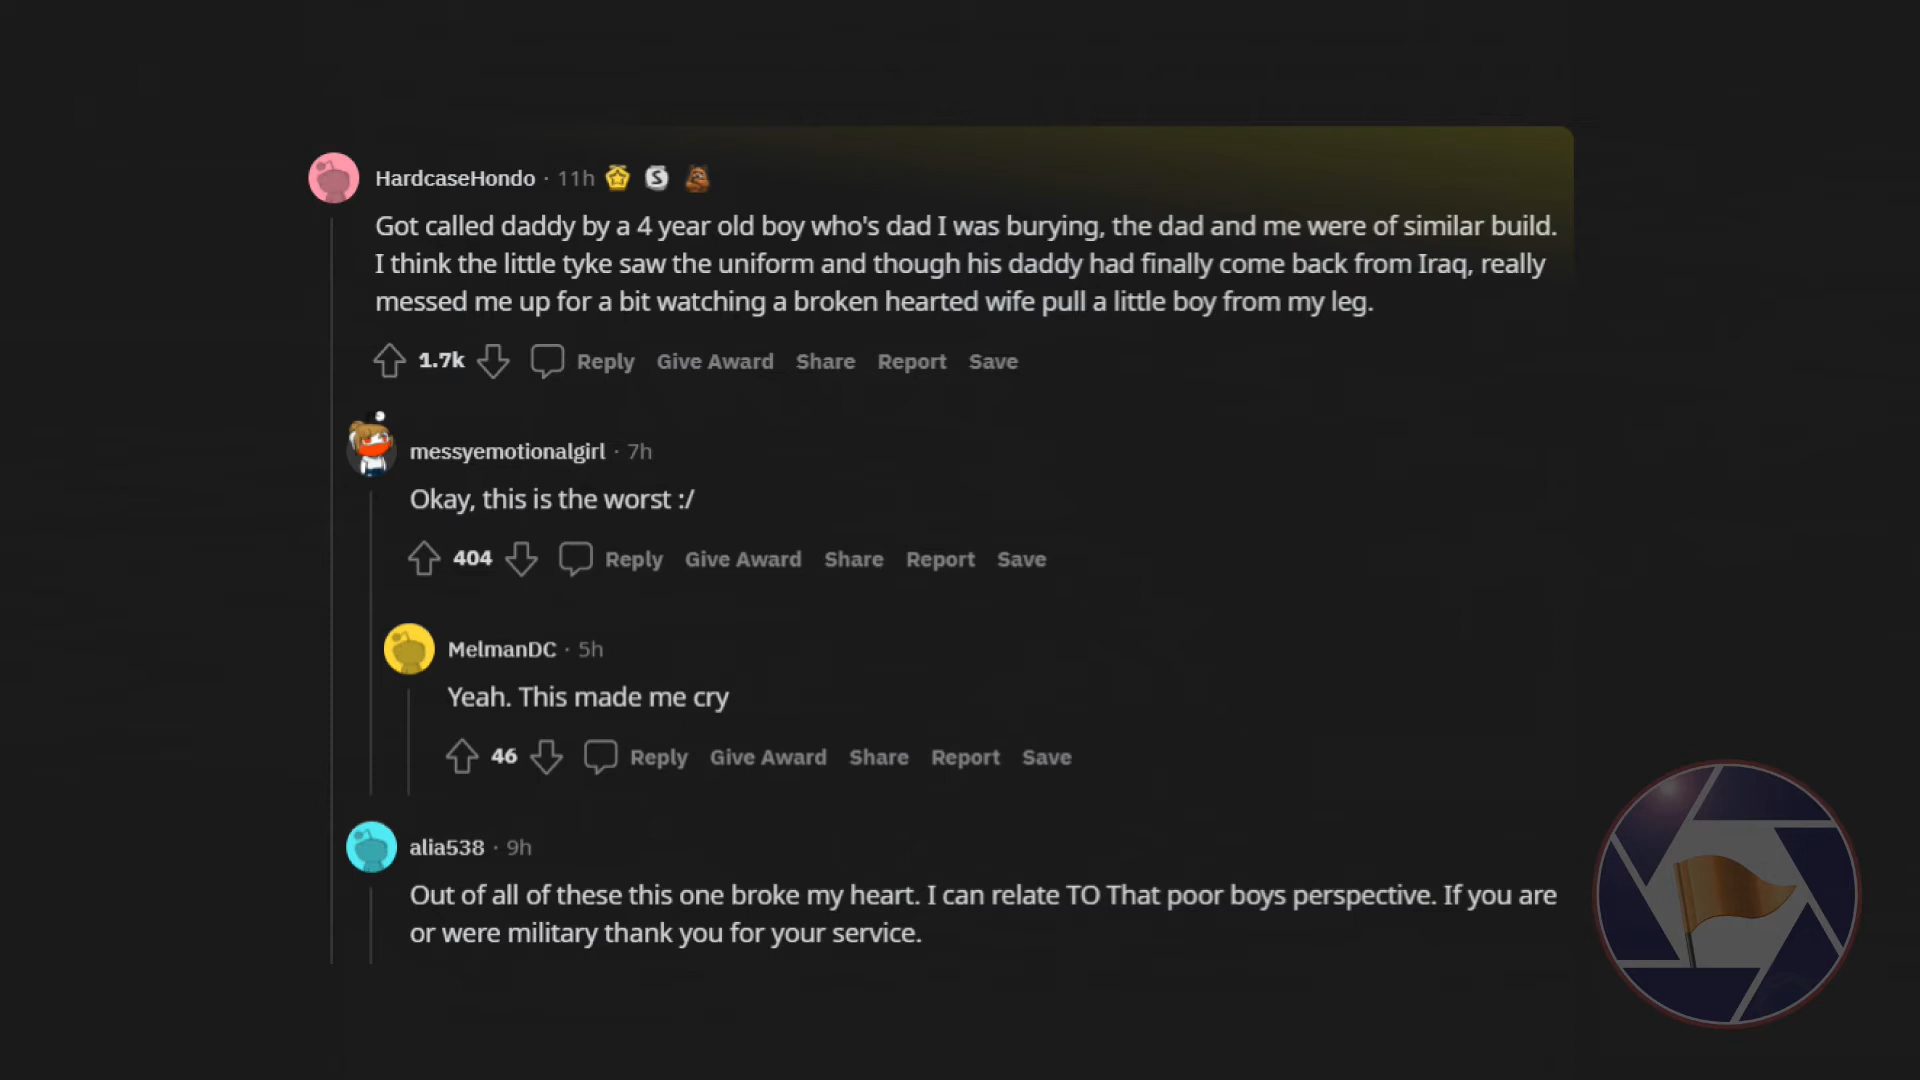 HardcaseHondo · 11h
Got called daddy by a 4 year old boy who's dad I was burying, the dad and me were of similar build.
I think the little tyke saw the uniform and though his daddy had finally come back from Iraq, really
messed me up for a bit watching a broken hearted wife pull a little boy from my leg.
1.7k Reply Give Award Share Report Save
messyemotionalgirl · 7h
Okay, this is the worst :/
404 Reply Give Award Share Report Save
MelmanDC · 5h
Yeah. This made me cry
46 Reply Give Award Share Report Save
alia538 · 9h
Out of all of these this one broke my heart. I can relate TO That poor boys perspective. If you are
or were military thank you for your service.